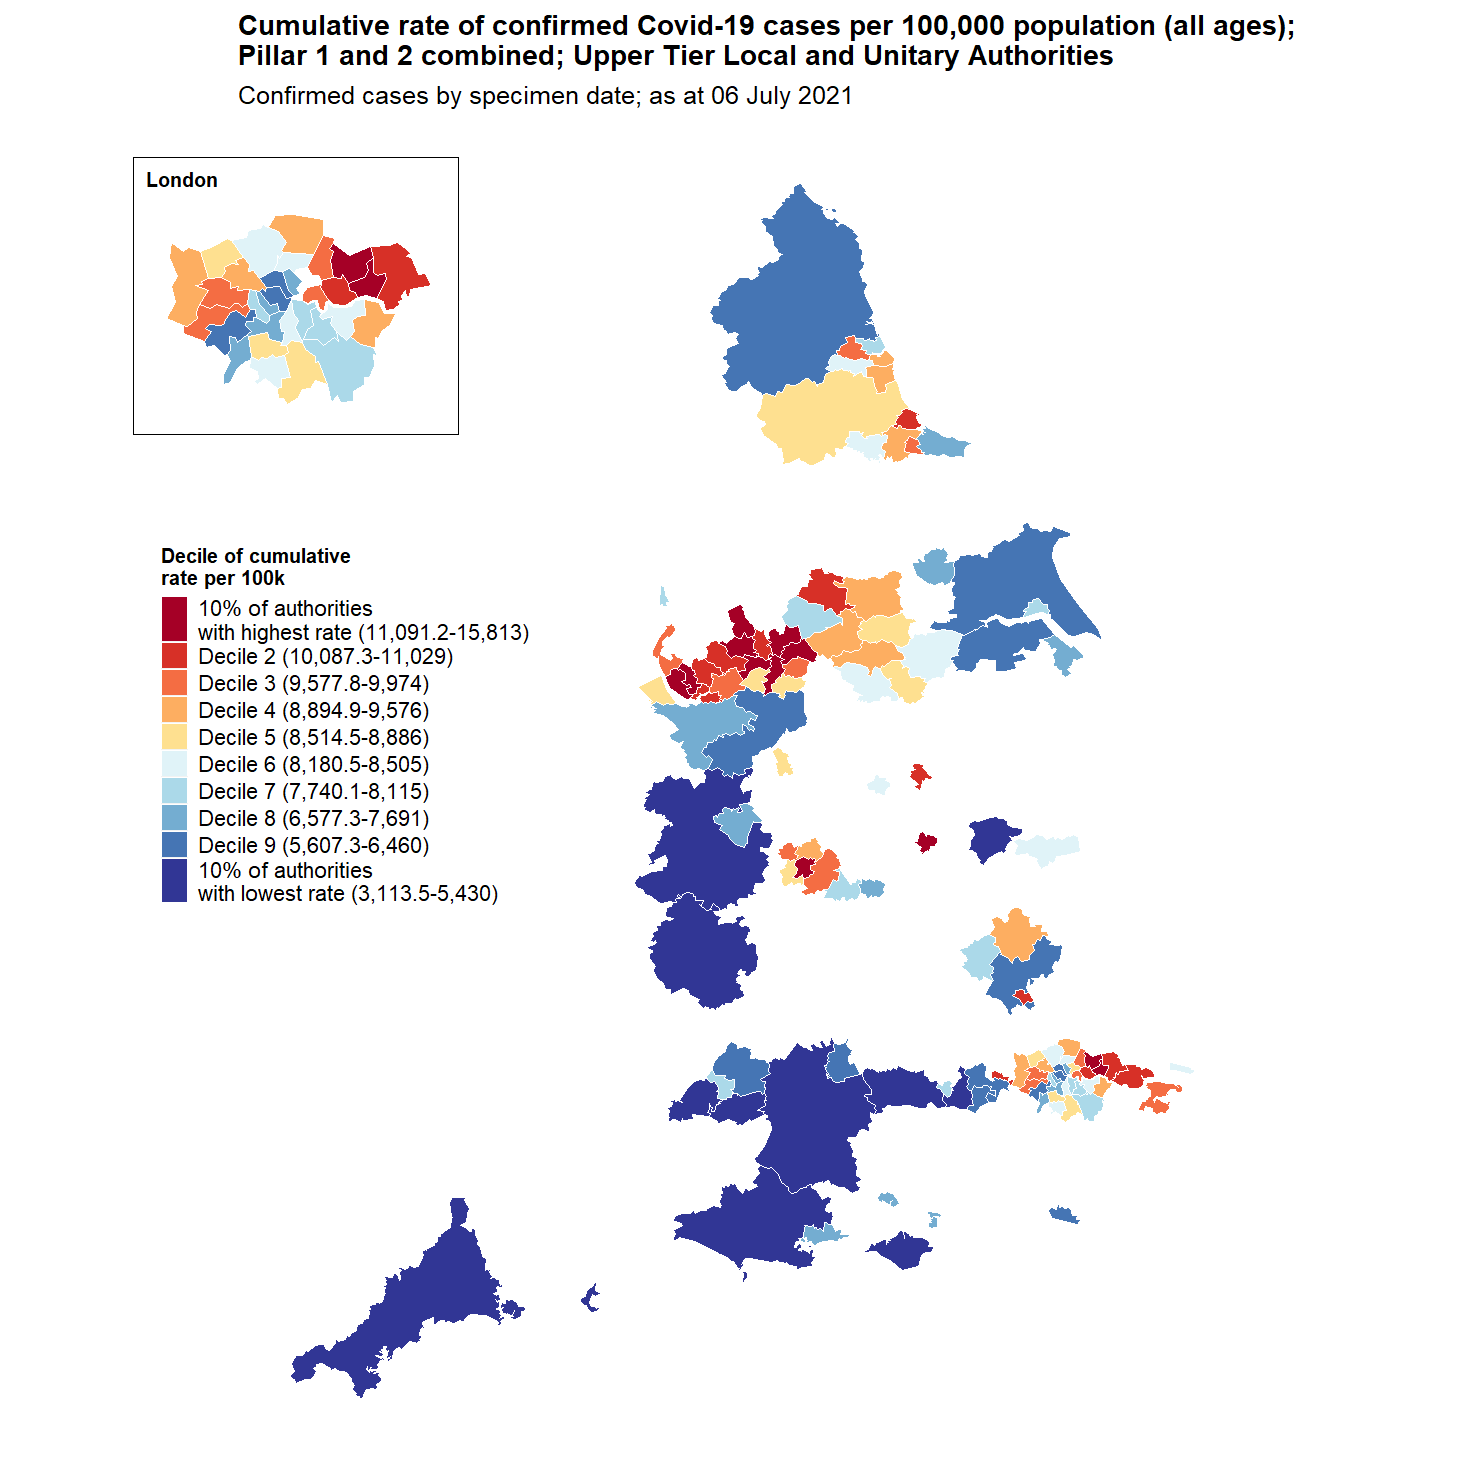 Cumulative rate of confirmed Covid-19 cases per 100,000 population (all ages);
Pillar 1 and 2 combined; Upper Tier Local and Unitary Authorities
Confirmed cases by specimen date; as at 06 July 2021
London
Decile of cumulative
rate per 100k
10% of authorities
with highest rate (11,091.2-15,813)
Decile 2 (10,087.3-11,029)
Decile 3 (9,577.8-9,974)
Decile 4 (8,894.9-9,576)
Decile 5 (8,514.5-8,886)
Decile 6 (8,180.5-8,505)
Decile 7 (7,740.1-8,115)
Decile 8 (6,577.3-7,691)
Decile 9 (5,607.3-6,460)
10% of authorities
with lowest rate (3,113.5-5,430)